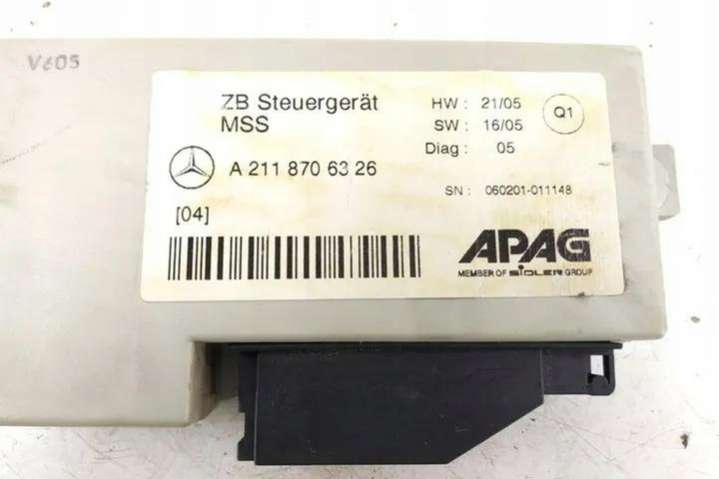 V605
ZB Steuergerät
MSS
HW : 21/05
SW : 16/05
Diag : 05
Q1
A 211 870 63 26
SN : 060201-011148
[04]
APAG
MEMBER OF SIDLER GROUP